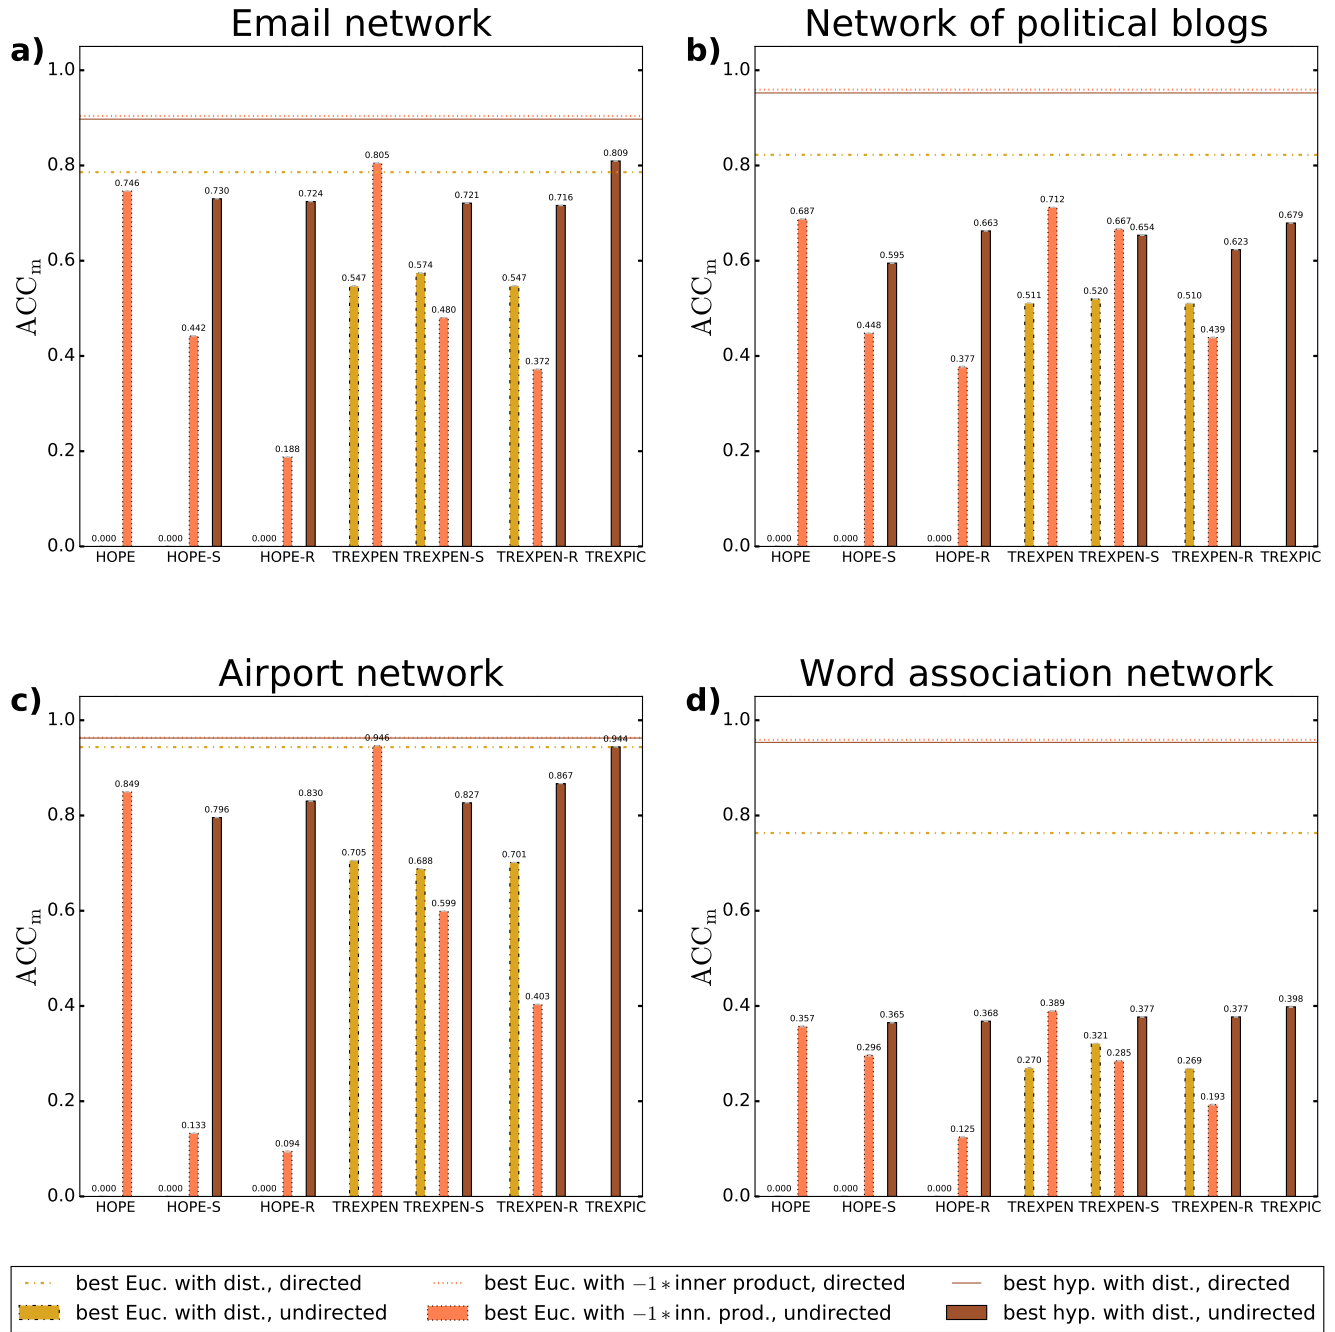 Email network
a)
1.0
0.8
0.6
0.4
0.2
0.0
ACCm
0.000 0.746 0.000 0.442 0.730 0.000 0.188 0.724 0.547 0.805 0.574 0.480 0.721 0.547 0.372 0.716 0.809
HOPE HOPE-S HOPE-R TREXPEN TREXPEN-S TREXPEN-R TREXPIC
Network of political blogs
b)
1.0
0.8
0.6
0.4
0.2
0.0
ACCm
0.000 0.687 0.000 0.448 0.595 0.000 0.377 0.663 0.511 0.712 0.520 0.667 0.654 0.510 0.439 0.623 0.679
HOPE HOPE-S HOPE-R TREXPEN TREXPEN-S TREXPEN-R TREXPIC
Airport network
c)
1.0
0.8
0.6
0.4
0.2
0.0
ACCm
0.000 0.849 0.000 0.133 0.796 0.000 0.094 0.830 0.705 0.946 0.688 0.599 0.827 0.701 0.403 0.867 0.944
HOPE HOPE-S HOPE-R TREXPEN TREXPEN-S TREXPEN-R TREXPIC
Word association network
d)
1.0
0.8
0.6
0.4
0.2
0.0
ACCm
0.000 0.357 0.000 0.296 0.365 0.000 0.125 0.368 0.270 0.389 0.321 0.285 0.377 0.269 0.193 0.377 0.398
HOPE HOPE-S HOPE-R TREXPEN TREXPEN-S TREXPEN-R TREXPIC
best Euc. with dist., directed best Euc. with −1∗inner product, directed best hyp. with dist., directed
best Euc. with dist., undirected best Euc. with −1∗inn. prod., undirected best hyp. with dist., undirected